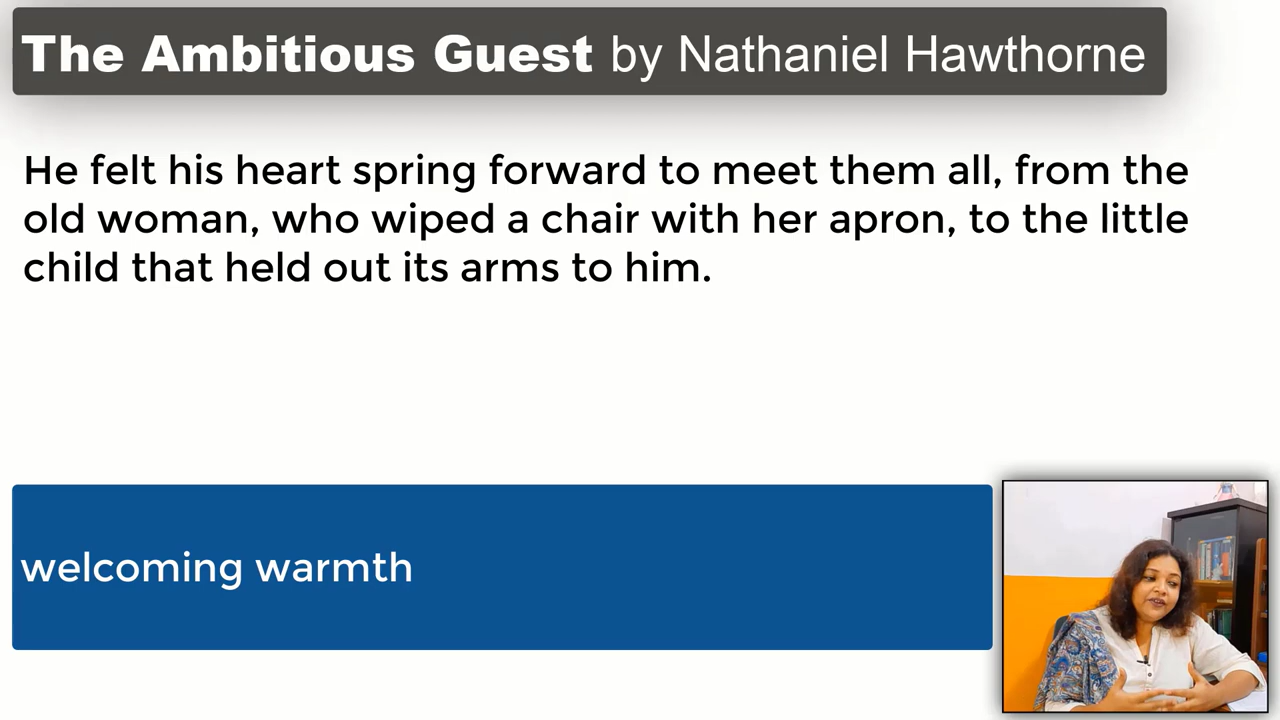 The Ambitious Guest by Nathaniel Hawthorne
He felt his heart spring forward to meet them all, from the
old woman, who wiped a chair with her apron, to the little
child that held out its arms to him.
welcoming warmth